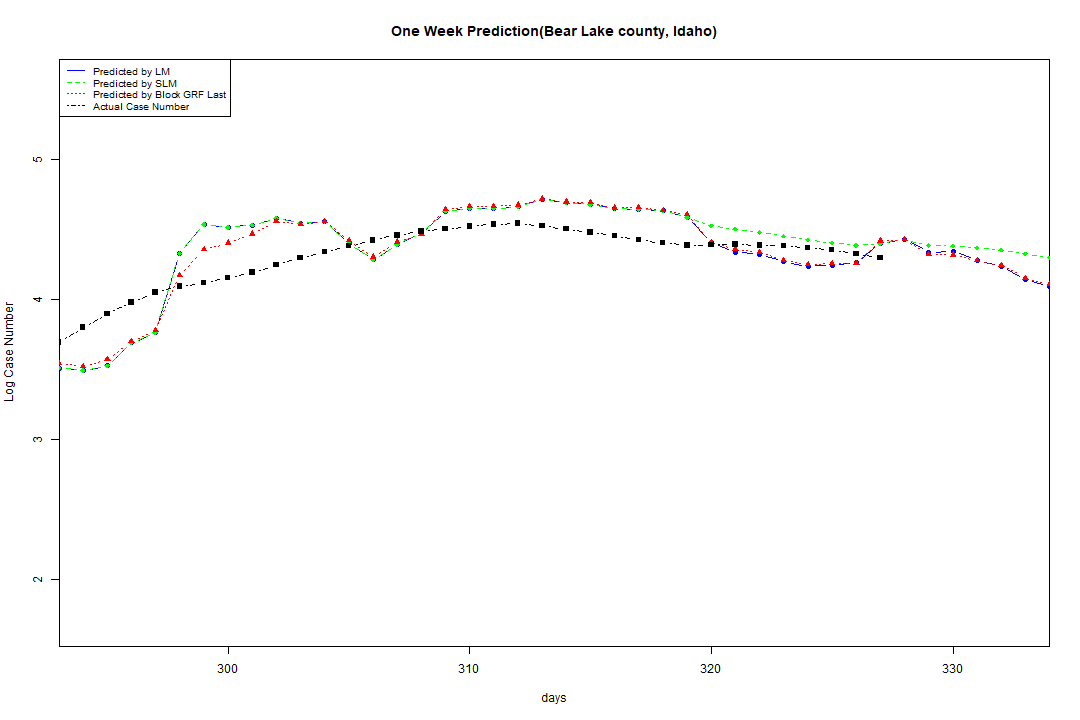 One Week Prediction(Bear Lake county, Idaho)
Predicted by LM
Predicted by SLM
Predicted by Block GRF Last
Actual Case Number
5
4
3
2
Log Case Number
300 310 320 330
days